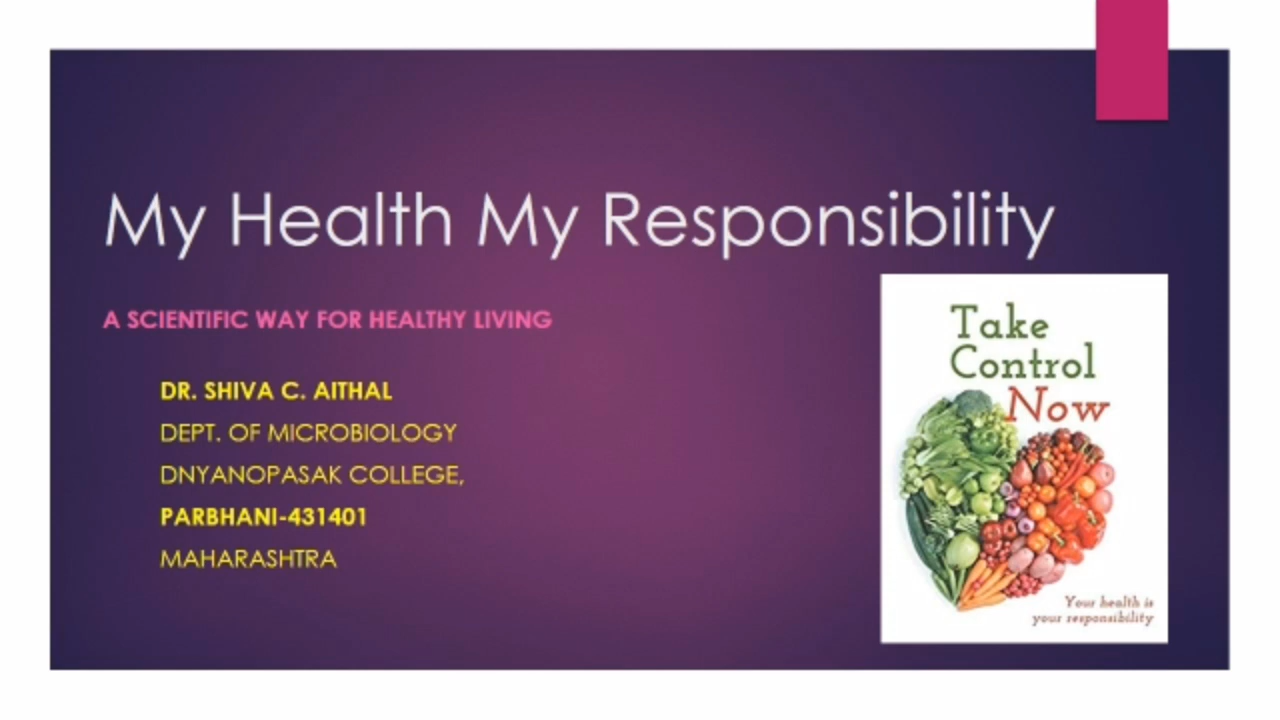 My Health My Responsibility
A SCIENTIFIC WAY FOR HEALTHY LIVING
DR. SHIVA C. AITHAL
DEPT. OF MICROBIOLOGY
DNYANOPASAK COLLEGE,
PARBHANI-431401
MAHARASHTRA
Take
Control
Now
Your health is
your responsibility